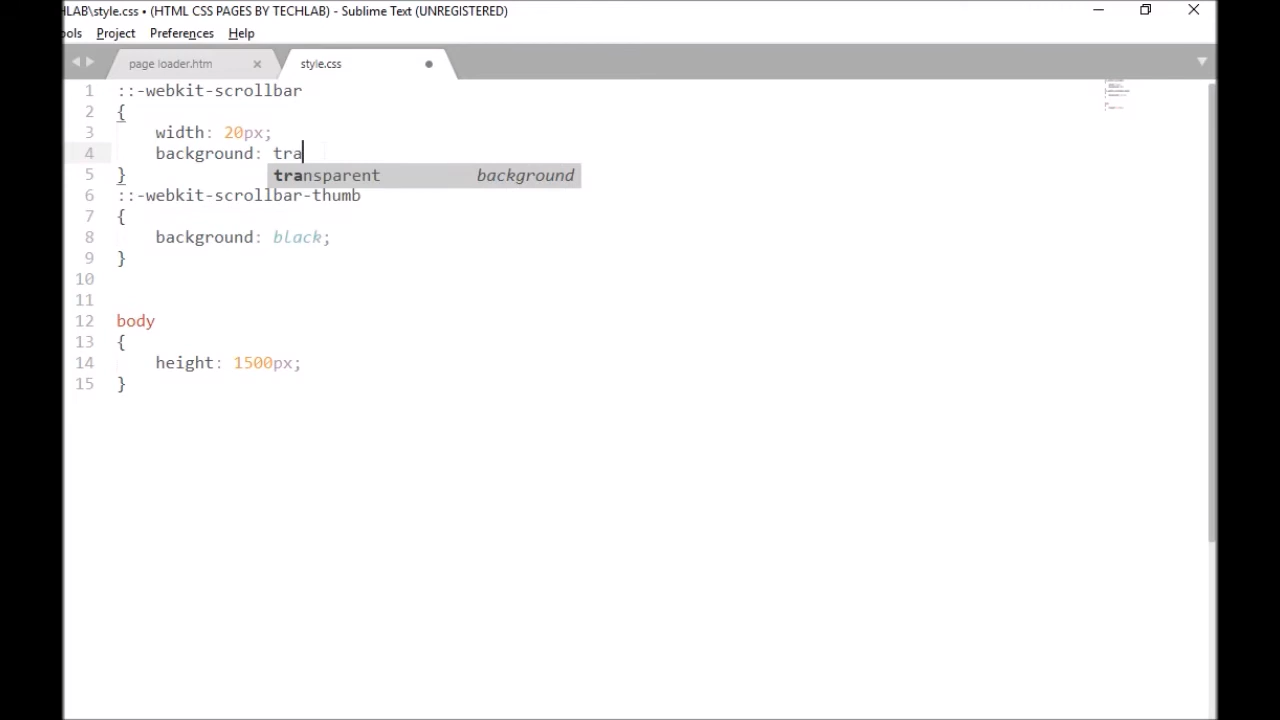 HLAB\style.css • (HTML CSS PAGES BY TECHLAB) - Sublime Text (UNREGISTERED)
ools Project Preferences Help
page loader.htm × style.css
1 ::-webkit-scrollbar
2 {
3 width: 20px;
4 background: tra
transparent background
5 }
6 ::-webkit-scrollbar-thumb
7 {
8 background: black;
9 }
10
11
12 body
13 {
14 height: 1500px;
15 }